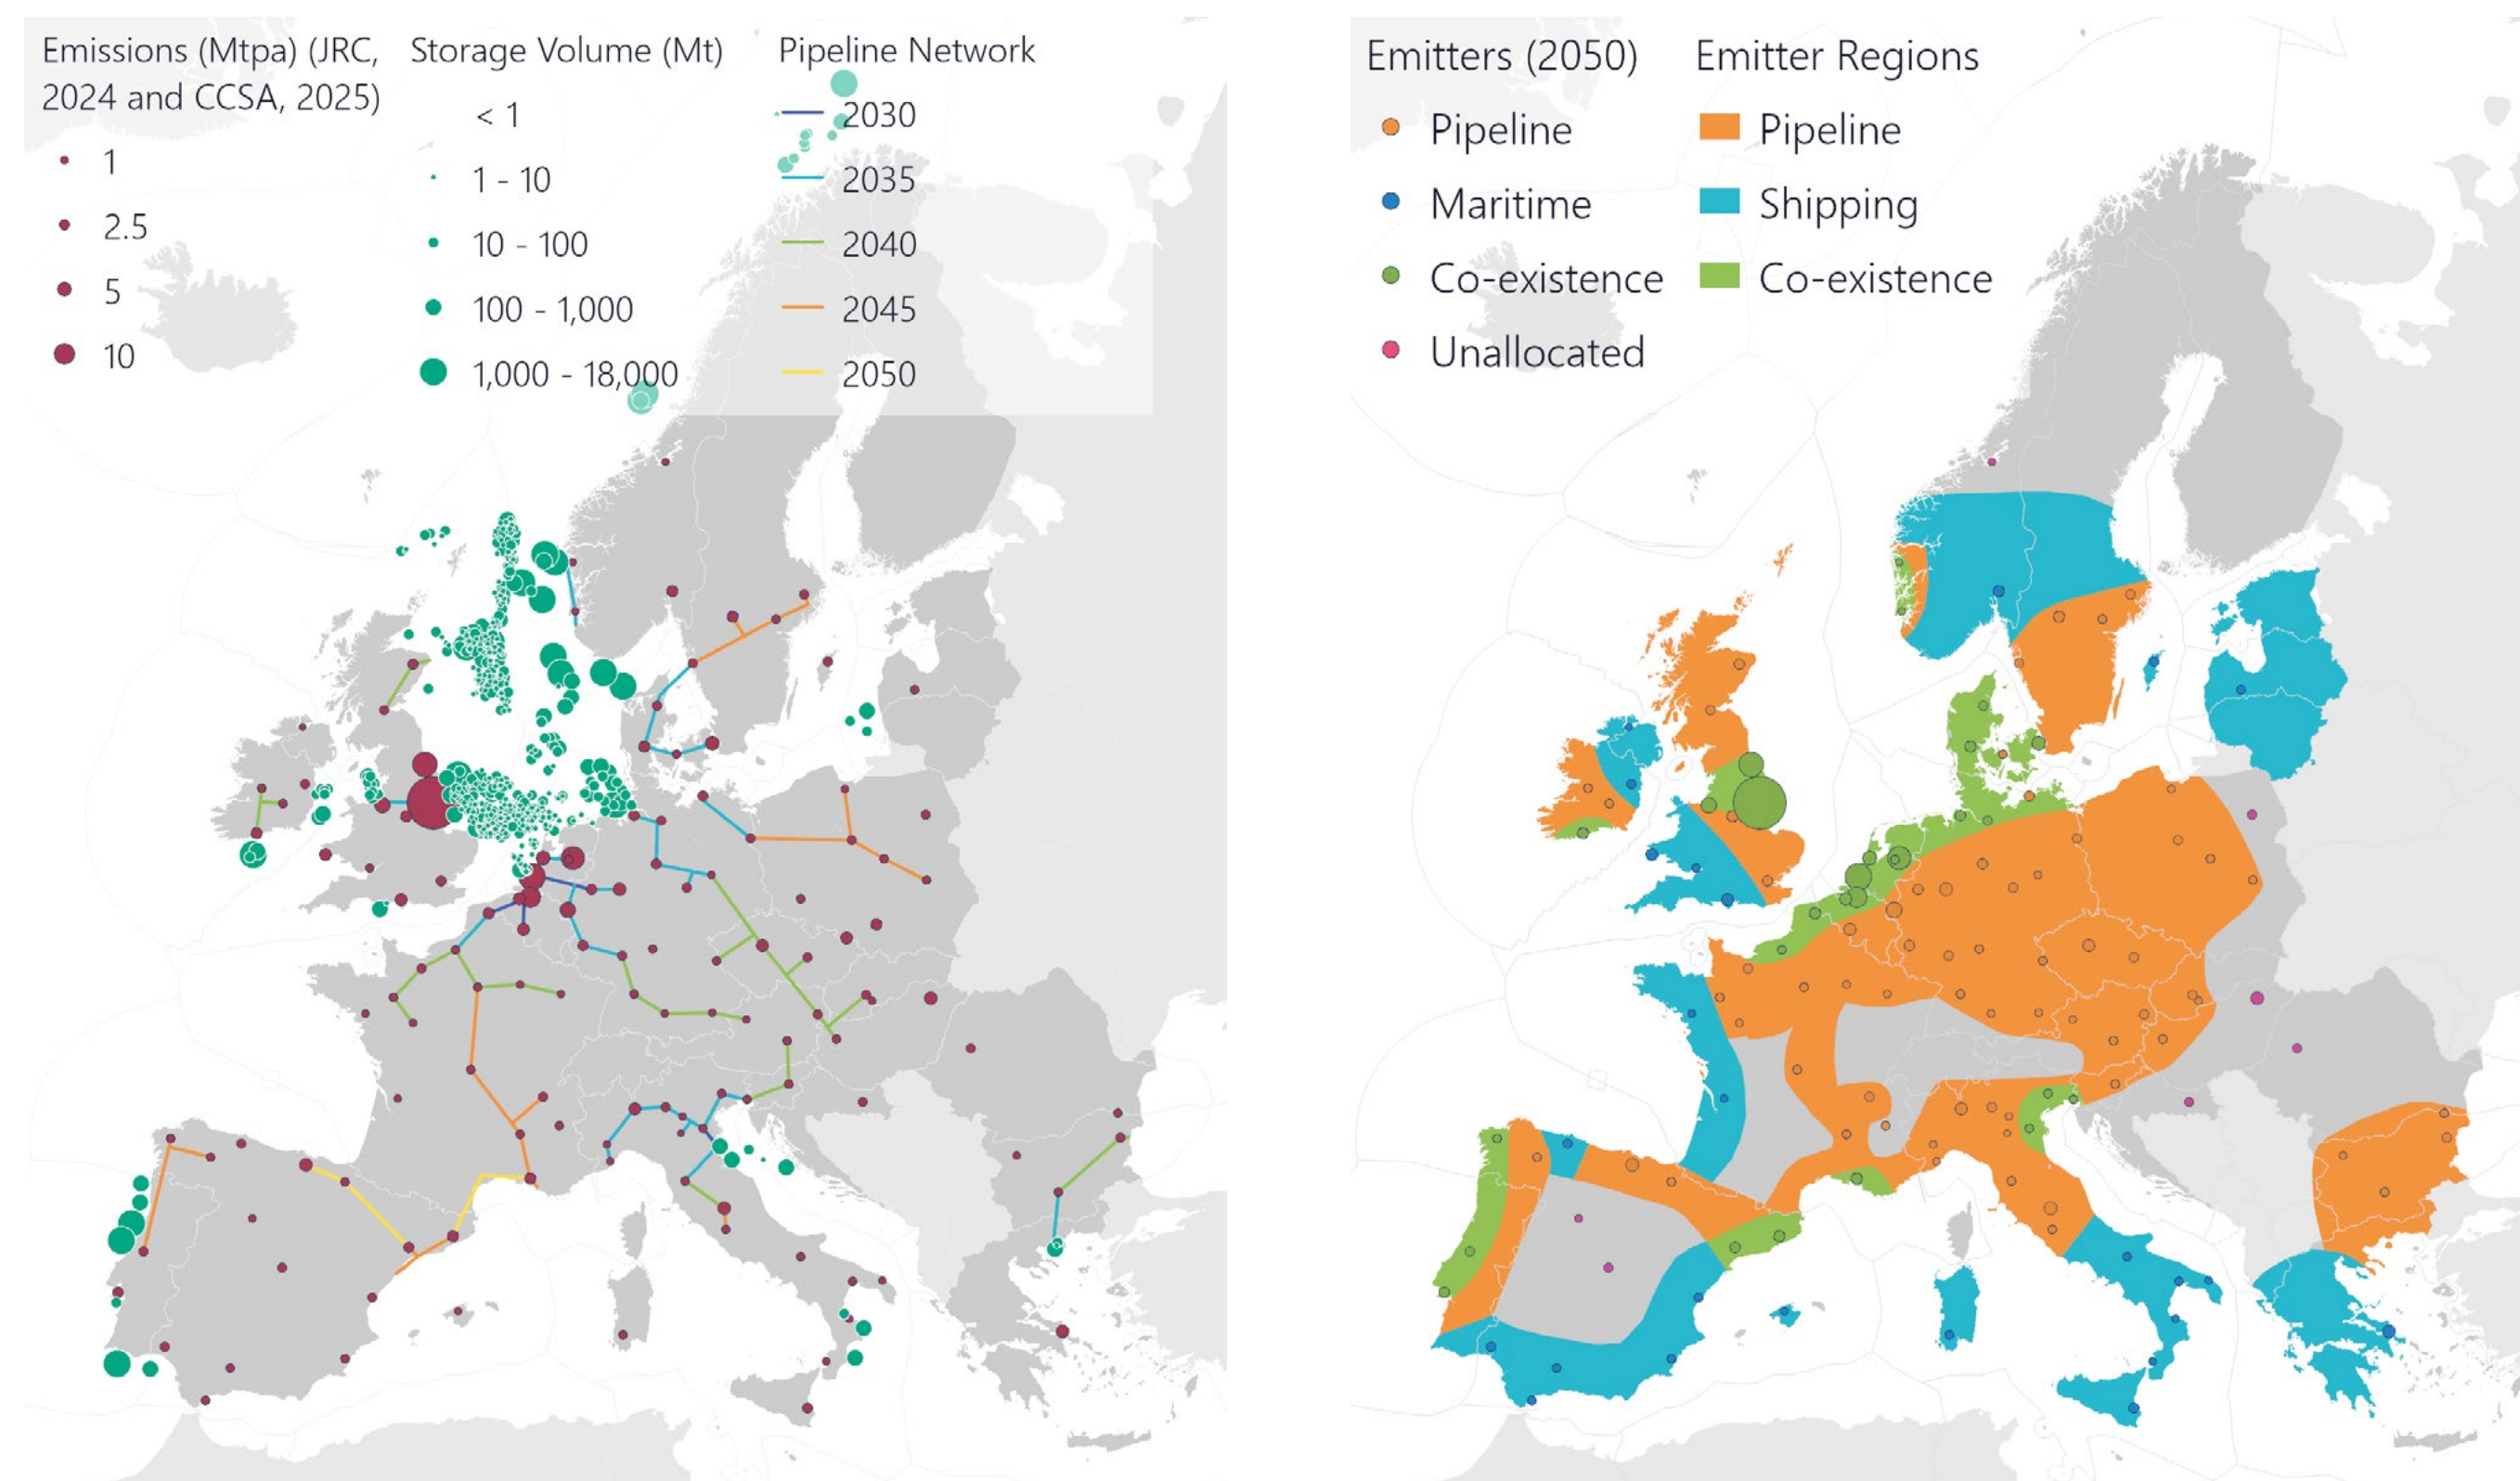 Emissions (Mtpa) (JRC,
2024 and CCSA, 2025)
1
2.5
5
10
Storage Volume (Mt)
< 1
1 - 10
10 - 100
100 - 1,000
1,000 - 18,000
Pipeline Network
2030
2035
2040
2045
2050
Emitters (2050)
Pipeline
Maritime
Co-existence
Unallocated
Emitter Regions
Pipeline
Shipping
Co-existence